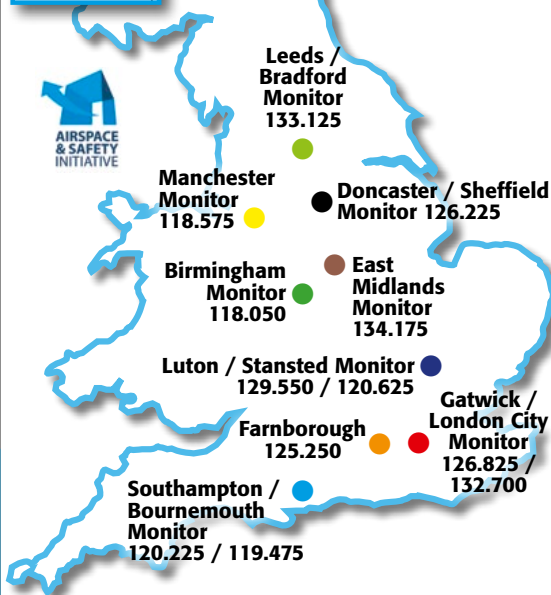 Leeds /
Bradford
Monitor
133.125
AIRSPACE
& SAFETY
INITIATIVE
Manchester
Monitor
118.575
Doncaster / Sheffield
Monitor 126.225
Birmingham
Monitor
118.050
East
Midlands
Monitor
134.175
Luton / Stansted Monitor
129.550 / 120.625
Gatwick /
London City
Monitor
126.825 /
132.700
Farnborough
125.250
Southampton /
Bournemouth
Monitor
120.225 / 119.475